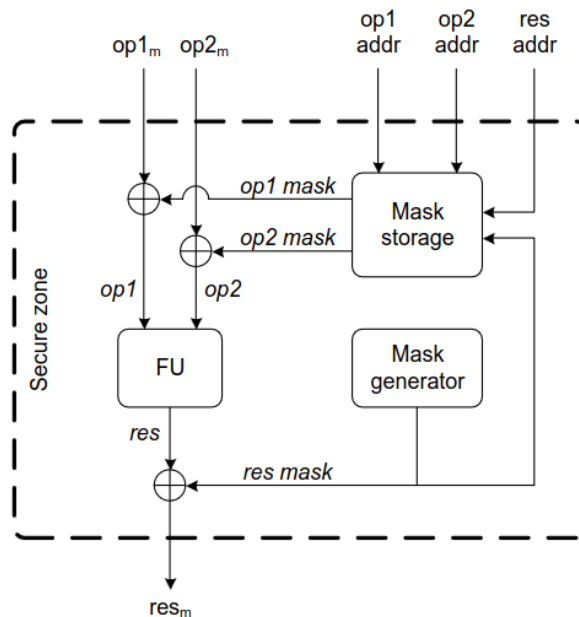 op1 op2 res
addr addr addr
op1ₘ op2ₘ
op1 mask
Mask
storage
op2 mask
op1 op2
Secure zone
FU
Mask
generator
res
res mask
resₘ